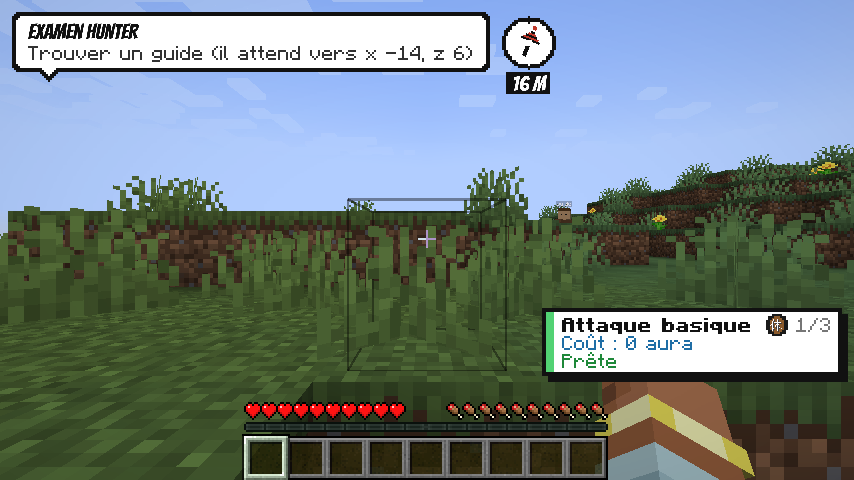 EXAMEN HUNTER
Trouver un guide (il attend vers x -14, z 6)
16 M
Attaque basique 休 1/3
Coût : 0 aura
Prête